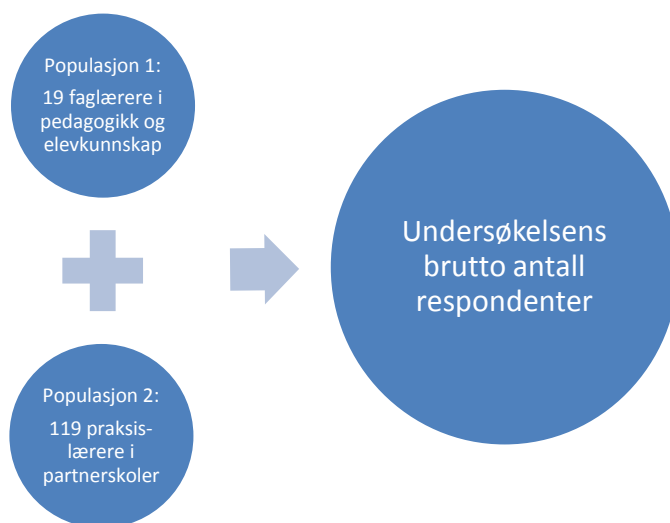 Populasjon 1:
19 faglærere i
pedagogikk og
elevkunnskap
Populasjon 2:
119 praksis-
lærere i
partnerskoler
Undersøkelsens
brutto antall
respondenter